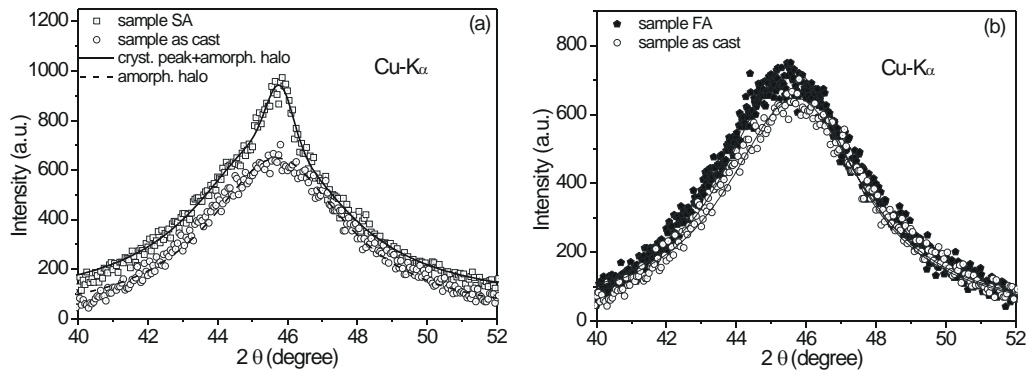 (a)
sample SA
sample as cast
cryst. peak+amorph. halo
amorph. halo
Cu-Kα
Intensity (a.u.)
1200
1000
800
600
400
200
0
40 42 44 46 48 50 52
2 θ (degree)
(b)
sample FA
sample as cast
Cu-Kα
Intensity (a.u.)
800
600
400
200
0
40 42 44 46 48 50 52
2 θ (degree)